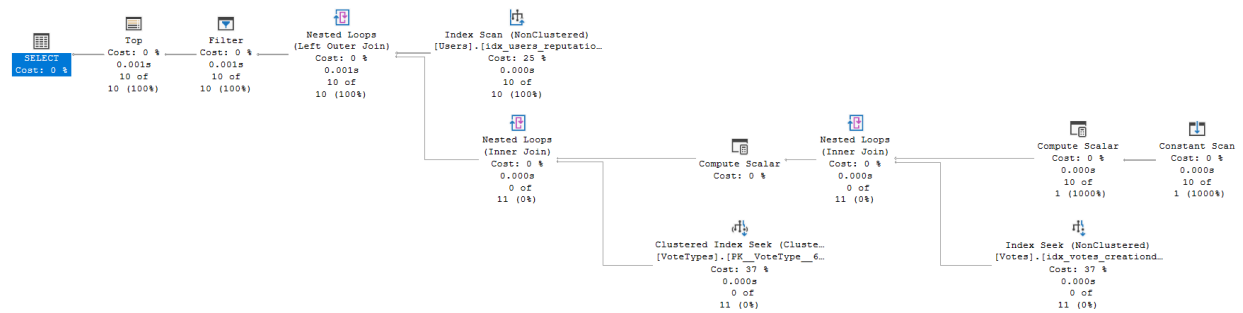 SELECT
Cost: 0 %
Top
Cost: 0 %
0.001s
10 of
10 (100%)
Filter
Cost: 0 %
0.001s
10 of
10 (100%)
Nested Loops
(Left Outer Join)
Cost: 0 %
0.001s
10 of
10 (100%)
Index Scan (NonClustered)
[Users].[idx_users_reputatio…
Cost: 25 %
0.000s
10 of
10 (100%)
Nested Loops
(Inner Join)
Cost: 0 %
0.000s
0 of
11 (0%)
Compute Scalar
Cost: 0 %
Nested Loops
(Inner Join)
Cost: 0 %
0.000s
0 of
11 (0%)
Compute Scalar
Cost: 0 %
0.000s
10 of
1 (1000%)
Constant Scan
Cost: 0 %
0.000s
10 of
1 (1000%)
Clustered Index Seek (Cluste…
[VoteTypes].[PK__VoteType__6…
Cost: 37 %
0.000s
0 of
11 (0%)
Index Seek (NonClustered)
[Votes].[idx_votes_creationd…
Cost: 37 %
0.000s
0 of
11 (0%)